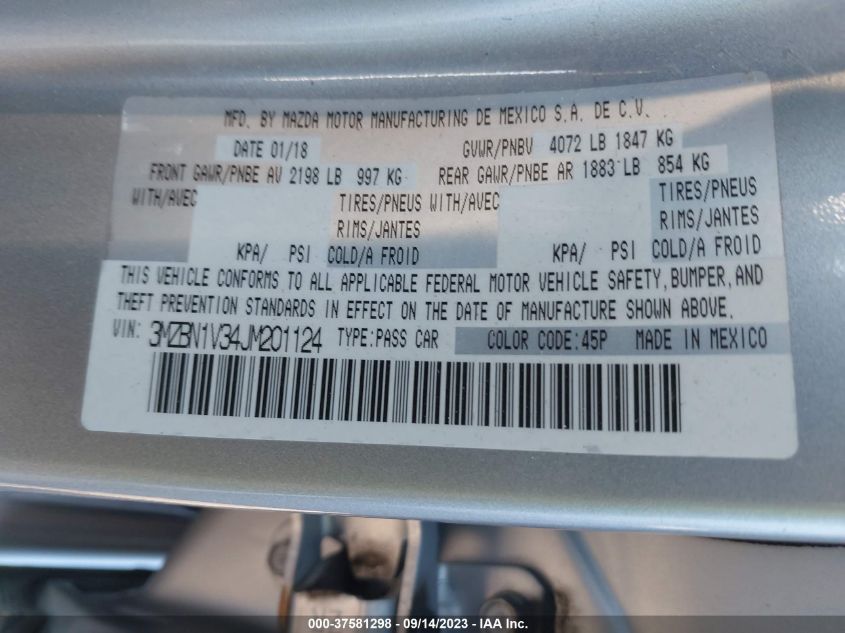 MFD. BY MAZDA MOTOR MANUFACTURING DE MEXICO S.A. DE C.V.
DATE 01/18 GVWR/PNBV 4072 LB 1847 KG
FRONT GAWR/PNBE AV 2198 LB 997 KG REAR GAWR/PNBE AR 1883 LB 854 KG
WITH/AVEC TIRES/PNEUS WITH/AVEC TIRES/PNEUS
RIMS/JANTES RIMS/JANTES
KPA/ PSI COLD/A FROID KPA/ PSI COLD/A FROID
THIS VEHICLE CONFORMS TO ALL APPLICABLE FEDERAL MOTOR VEHICLE SAFETY, BUMPER, AND
THEFT PREVENTION STANDARDS IN EFFECT ON THE DATE OF MANUFACTURE SHOWN ABOVE.
VIN: 3MZBN1V34JM201124 TYPE:PASS CAR COLOR CODE:45P MADE IN MEXICO
000-37581298 - 09/14/2023 - IAA Inc.